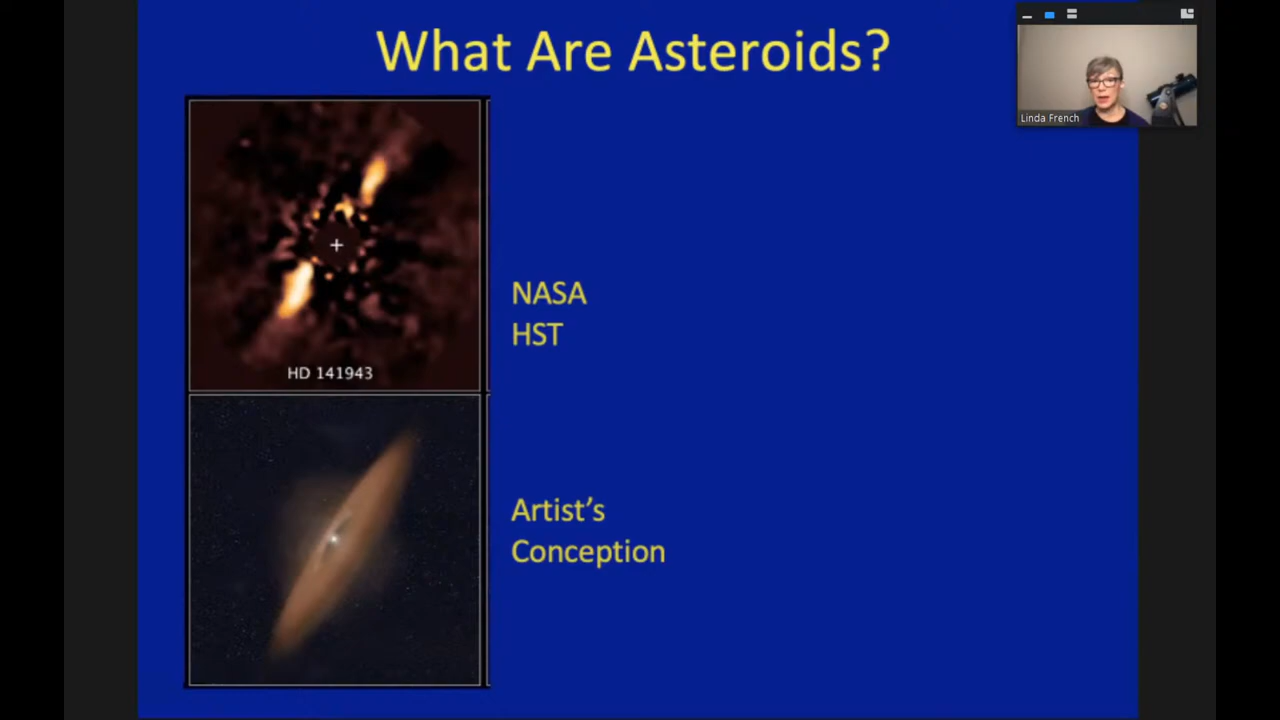 What Are Asteroids?
Linda French
HD 141943
NASA
HST
Artist’s
Conception